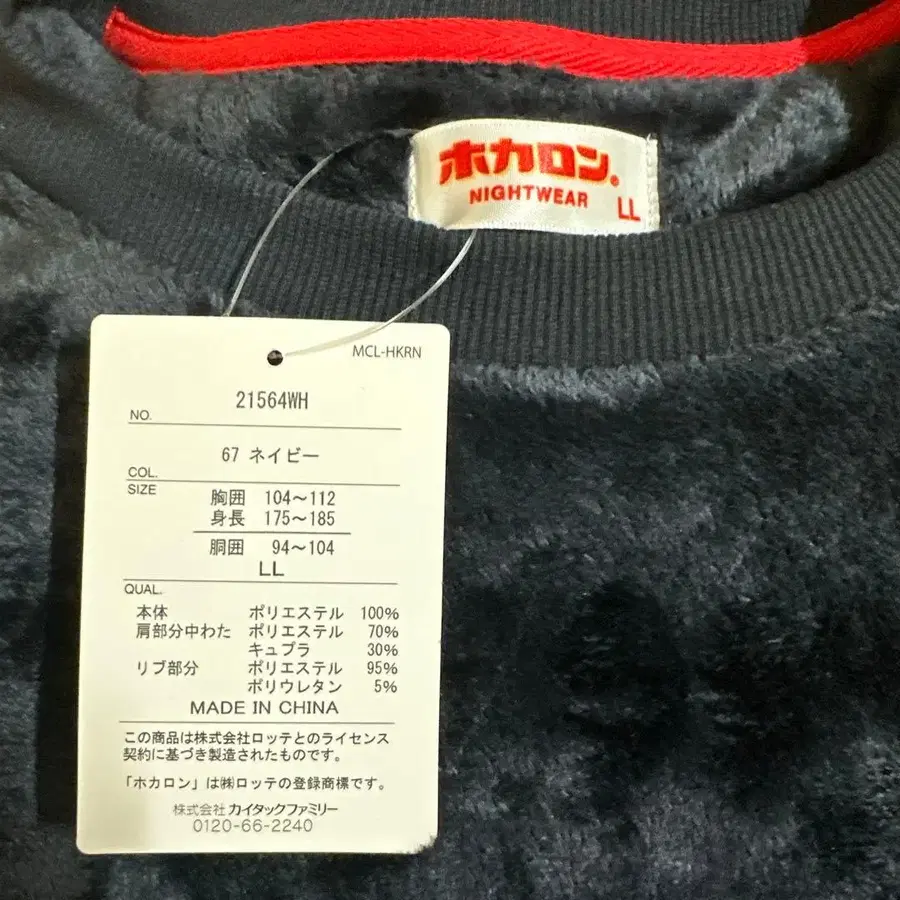 ホカロン®
NIGHTWEAR
LL
MCL-HKRN
NO. 21564WH
COL. 67 ネイビー
SIZE 胸囲 104～112
身長 175～185
胴囲 94～104
LL
QUAL.
本体 ポリエステル 100%
肩部分中わた ポリエステル 70%
キュプラ 30%
リブ部分 ポリエステル 95%
ポリウレタン 5%
MADE IN CHINA
この商品は株式会社ロッテとのライセンス
契約に基づき製造されたものです。
「ホカロン」は㈱ロッテの登録商標です。
株式会社 カイタックファミリー
0120-66-2240